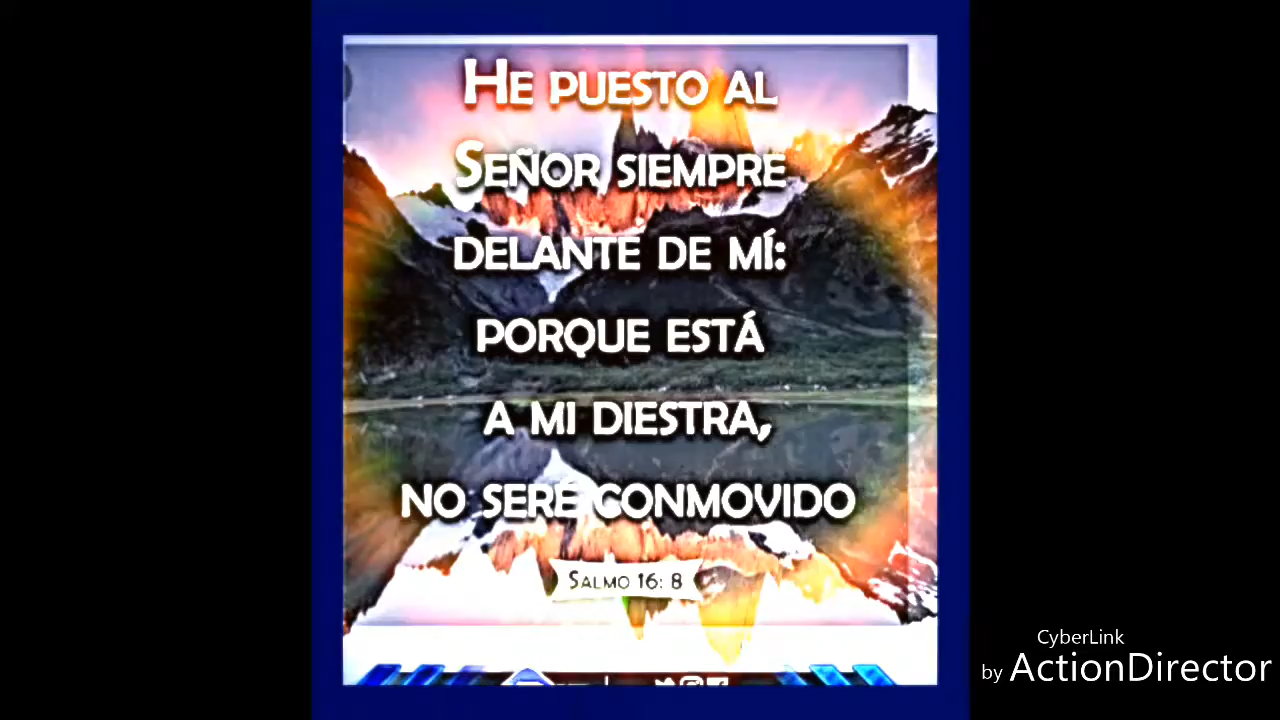 He puesto al
Señor siempre
delante de mí:
porque está
a mi diestra,
no seré conmovido
Salmo 16: 8
CyberLink
by ActionDirector